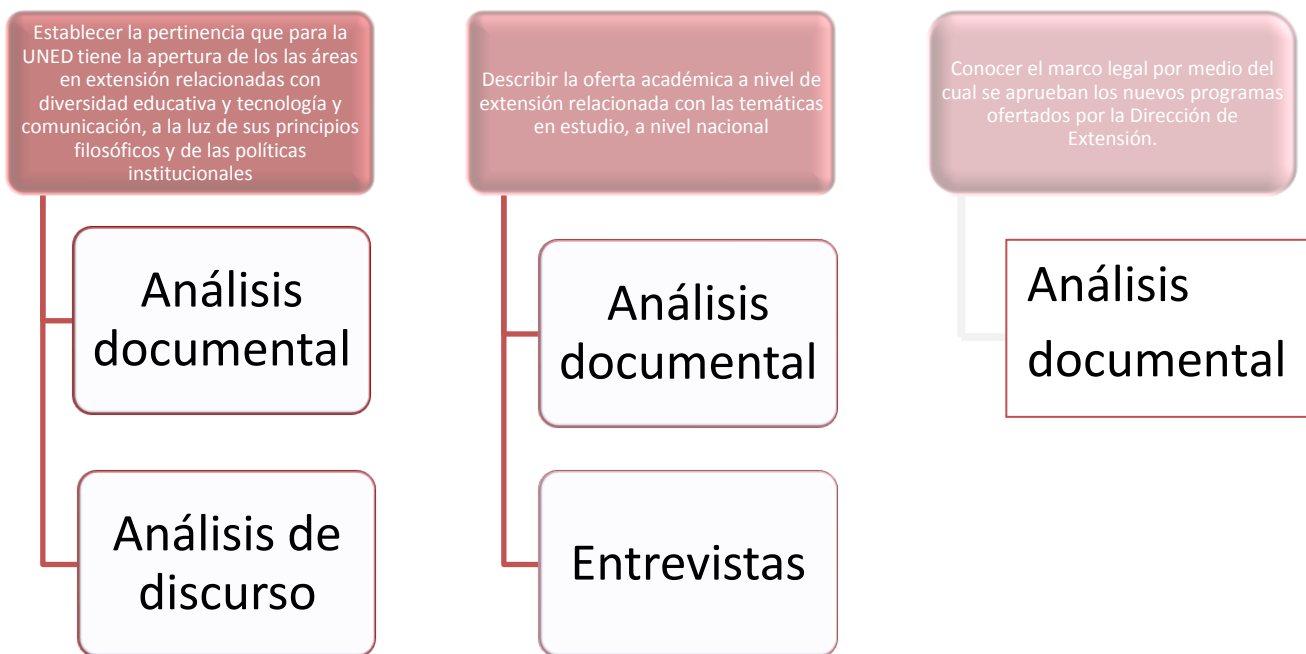 Establecer la pertinencia que para la
UNED tiene la apertura de los las áreas
en extensión relacionadas con
diversidad educativa y tecnología y
comunicación, a la luz de sus principios
filosóficos y de las políticas
institucionales
Análisis
documental
Análisis de
discurso
Describir la oferta académica a nivel de
extensión relacionada con las temáticas
en estudio, a nivel nacional
Análisis
documental
Entrevistas
Conocer el marco legal por medio del
cual se aprueban los nuevos programas
ofertados por la Dirección de
Extensión.
Análisis
documental